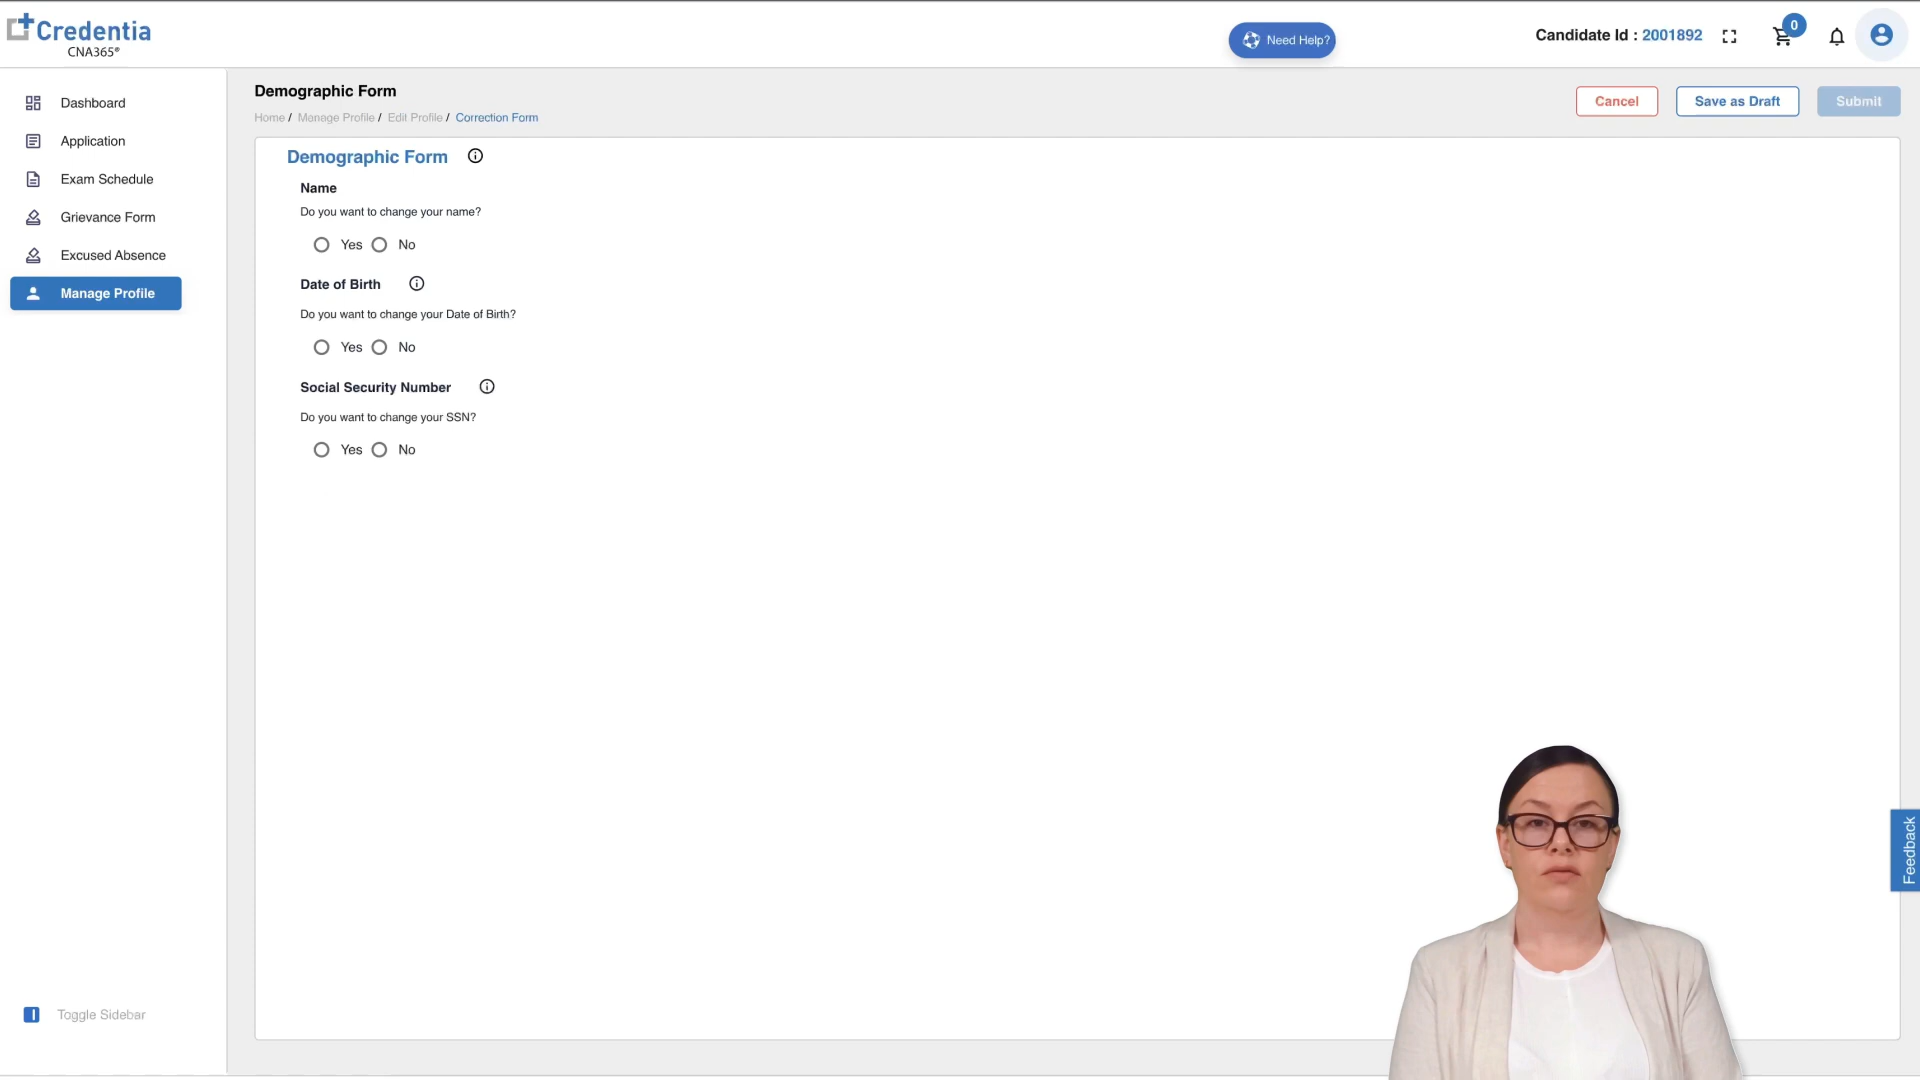 Credentia
CNA365®
Need Help?
Candidate Id : 2001892
0
Dashboard
Application
Exam Schedule
Grievance Form
Excused Absence
Manage Profile
Toggle Sidebar
Demographic Form
Home / Manage Profile / Edit Profile / Correction Form
Cancel
Save as Draft
Submit
Demographic Form
Name
Do you want to change your name?
Yes No
Date of Birth
Do you want to change your Date of Birth?
Yes No
Social Security Number
Do you want to change your SSN?
Yes No
Feedback